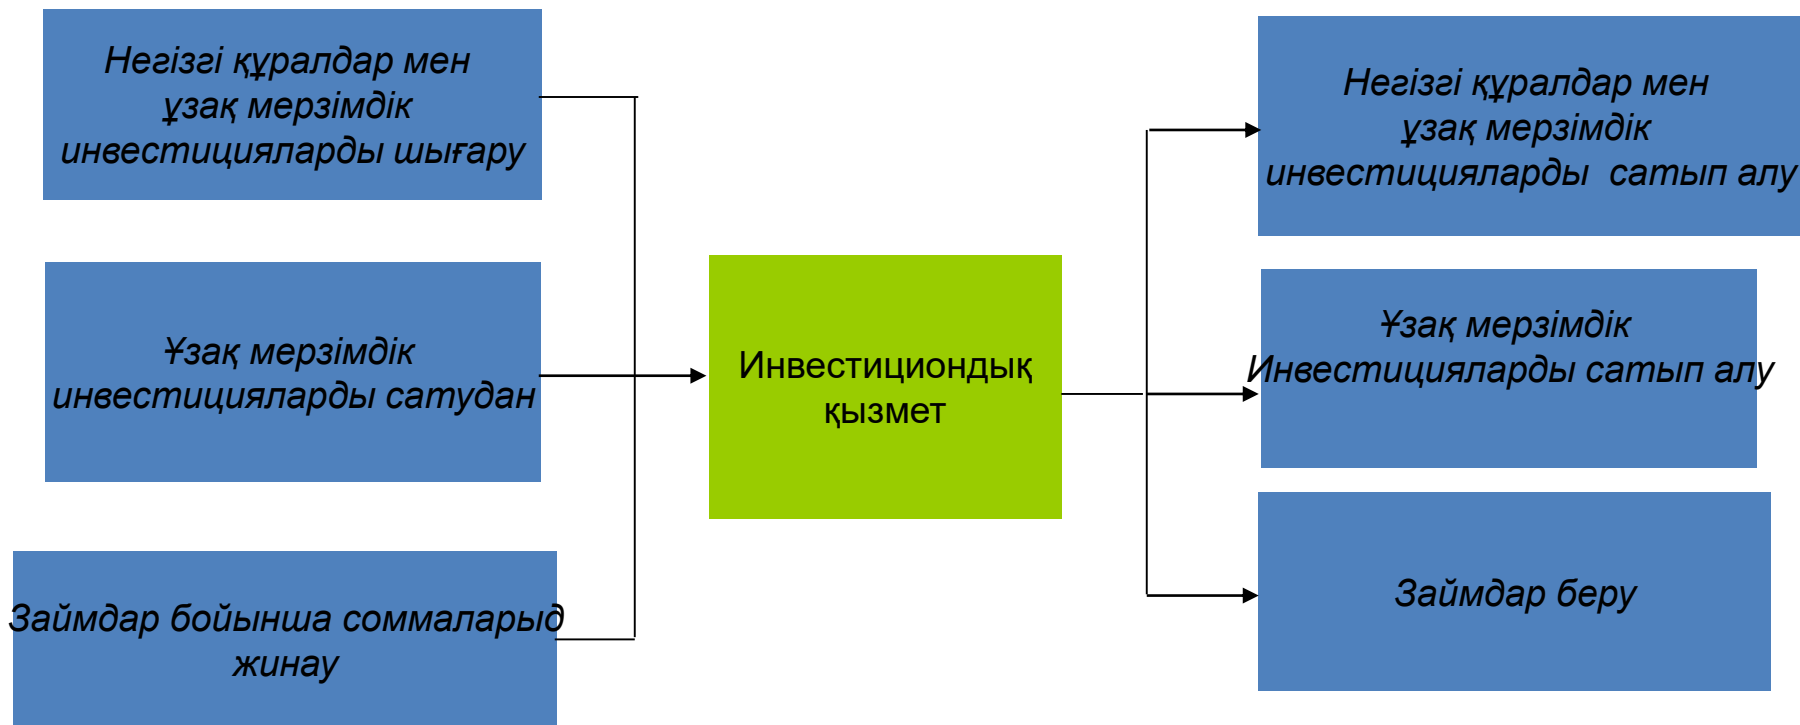 Негізгі құралдар мен
ұзақ мерзімдік
инвестицияларды шығару
Ұзақ мерзімдік
инвестицияларды сатудан
Займдар бойынша соммаларыд
жинау
Инвестициондық
қызмет
Негізгі құралдар мен
ұзақ мерзімдік
инвестицияларды сатып алу
Ұзақ мерзімдік
Инвестицияларды сатып алу
Займдар беру